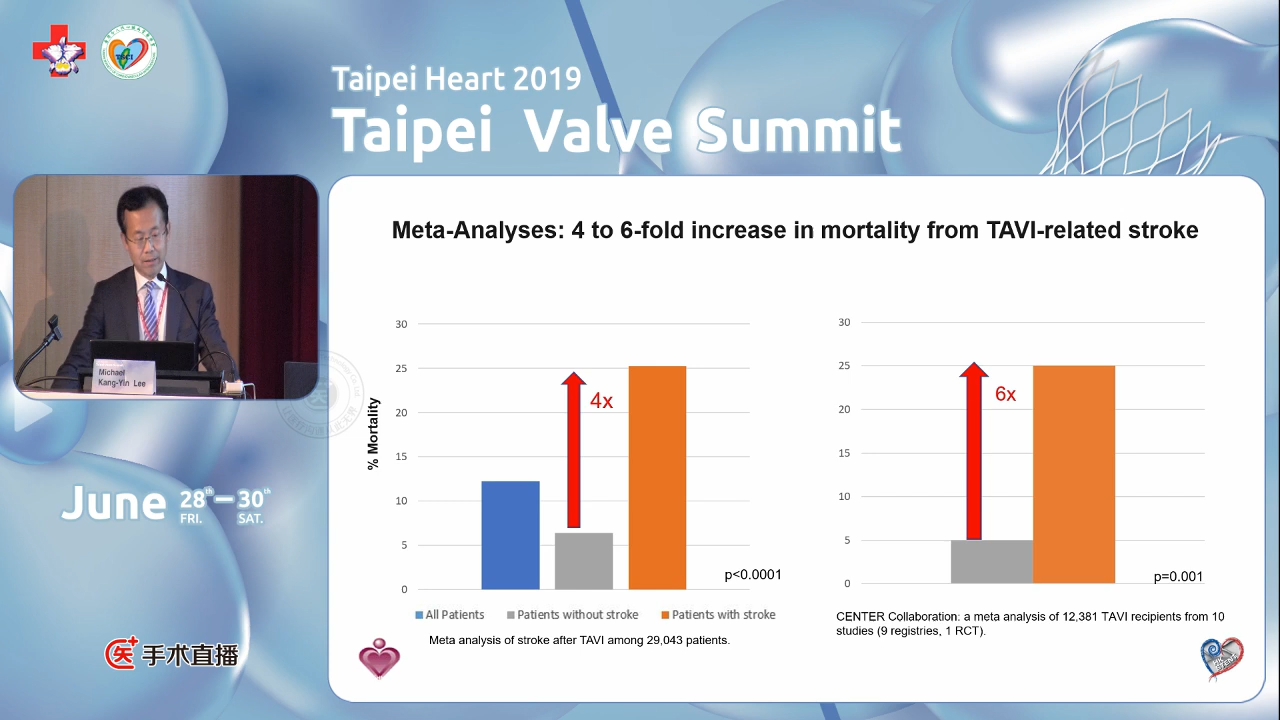 Taipei Heart 2019
Taipei Valve Summit
Michael
Kang-Yin Lee
June 28th – 30th
FRI. SAT.
手术直播
Meta-Analyses: 4 to 6-fold increase in mortality from TAVI-related stroke
% Mortality
30
25
20
15
10
5
0
4x
p<0.0001
All Patients Patients without stroke Patients with stroke
Meta analysis of stroke after TAVI among 29,043 patients.
30
25
20
15
10
5
0
6x
p=0.001
CENTER Collaboration: a meta analysis of 12,381 TAVI recipients from 10
studies (9 registries, 1 RCT).